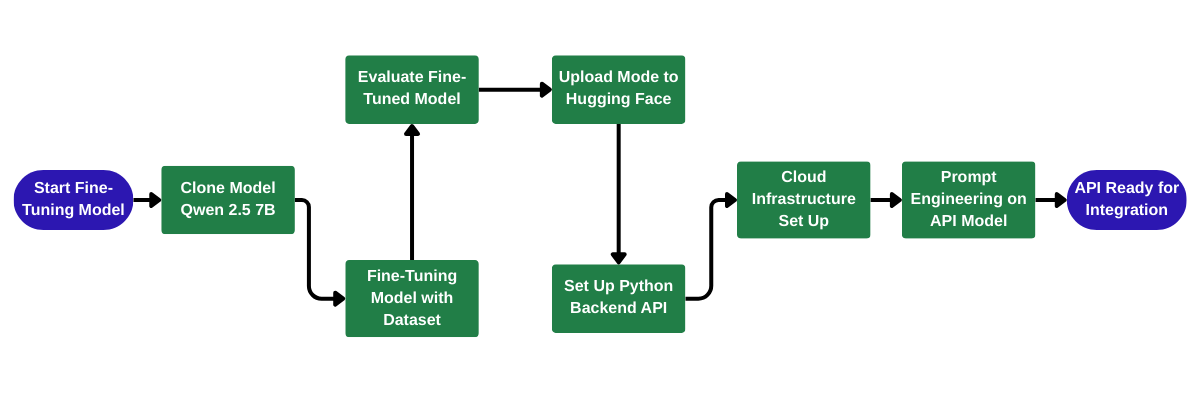 Start Fine-
Tuning Model
Clone Model
Qwen 2.5 7B
Fine-Tuning
Model with
Dataset
Evaluate Fine-
Tuned Model
Upload Mode to
Hugging Face
Set Up Python
Backend API
Cloud
Infrastructure
Set Up
Prompt
Engineering on
API Model
API Ready for
Integration